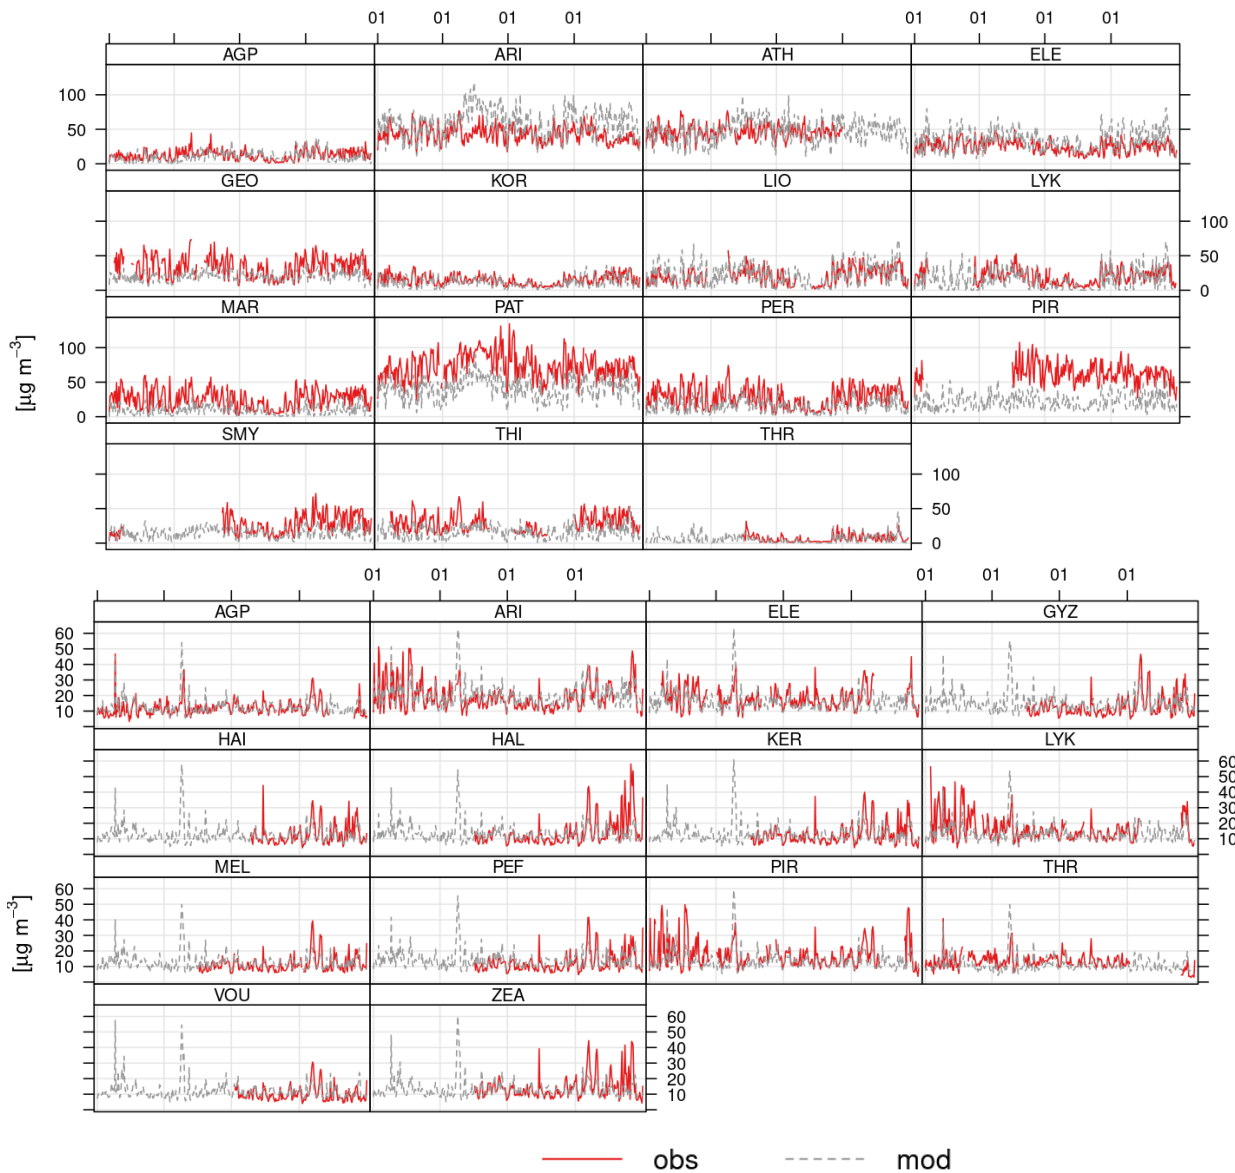 01 01 01 01 01 01
AGP ARI ATH ELE
100
50
0
GEO KOR LIO LYK
100
50
0
MAR PAT PER PIR
100
50
0
SMY THI THR
100
50
0
[µg m⁻³]
01 01 01 01 01 01 01 01
AGP ARI ELE GYZ
60
50
40
30
20
10
HAI HAL KER LYK
60
50
40
30
20
10
MEL PEF PIR THR
60
50
40
30
20
10
VOU ZEA
60
50
40
30
20
10
[µg m⁻³]
obs mod